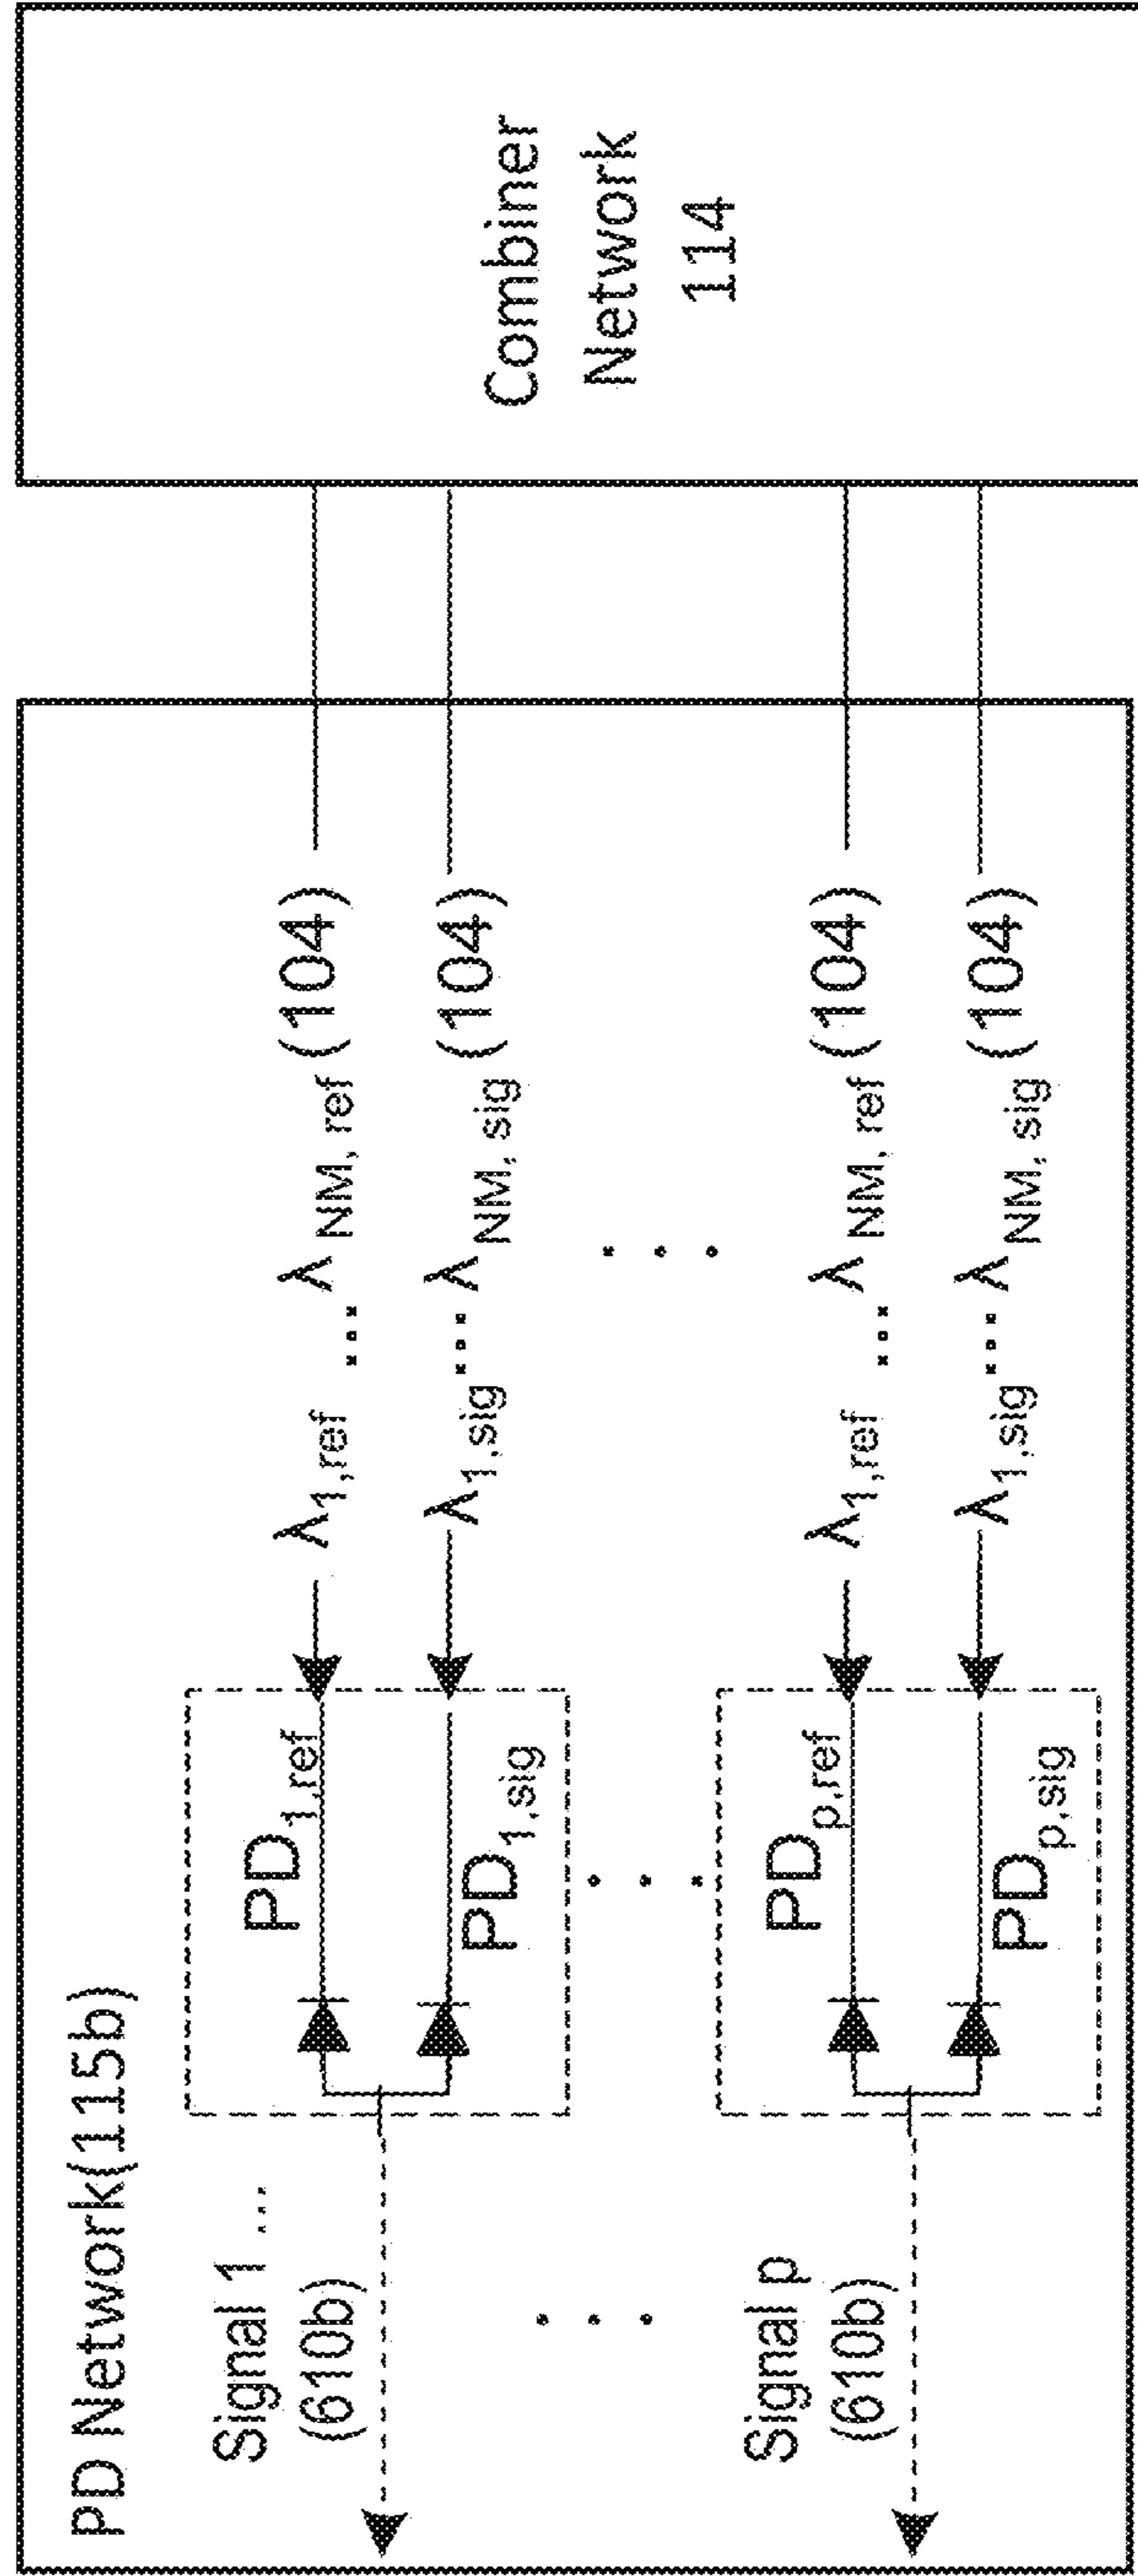 PD Network(115b)
Signal 1 ...
(610b)
PD1,ref
λ1,ref ... λNM, ref (104)
PD1,sig
λ1,sig ... λNM, sig (104)
Signal p
(610b)
PDp,ref
λ1,ref ... λNM, ref (104)
PDp,sig
λ1,sig ... λNM, sig (104)
Combiner
Network
114